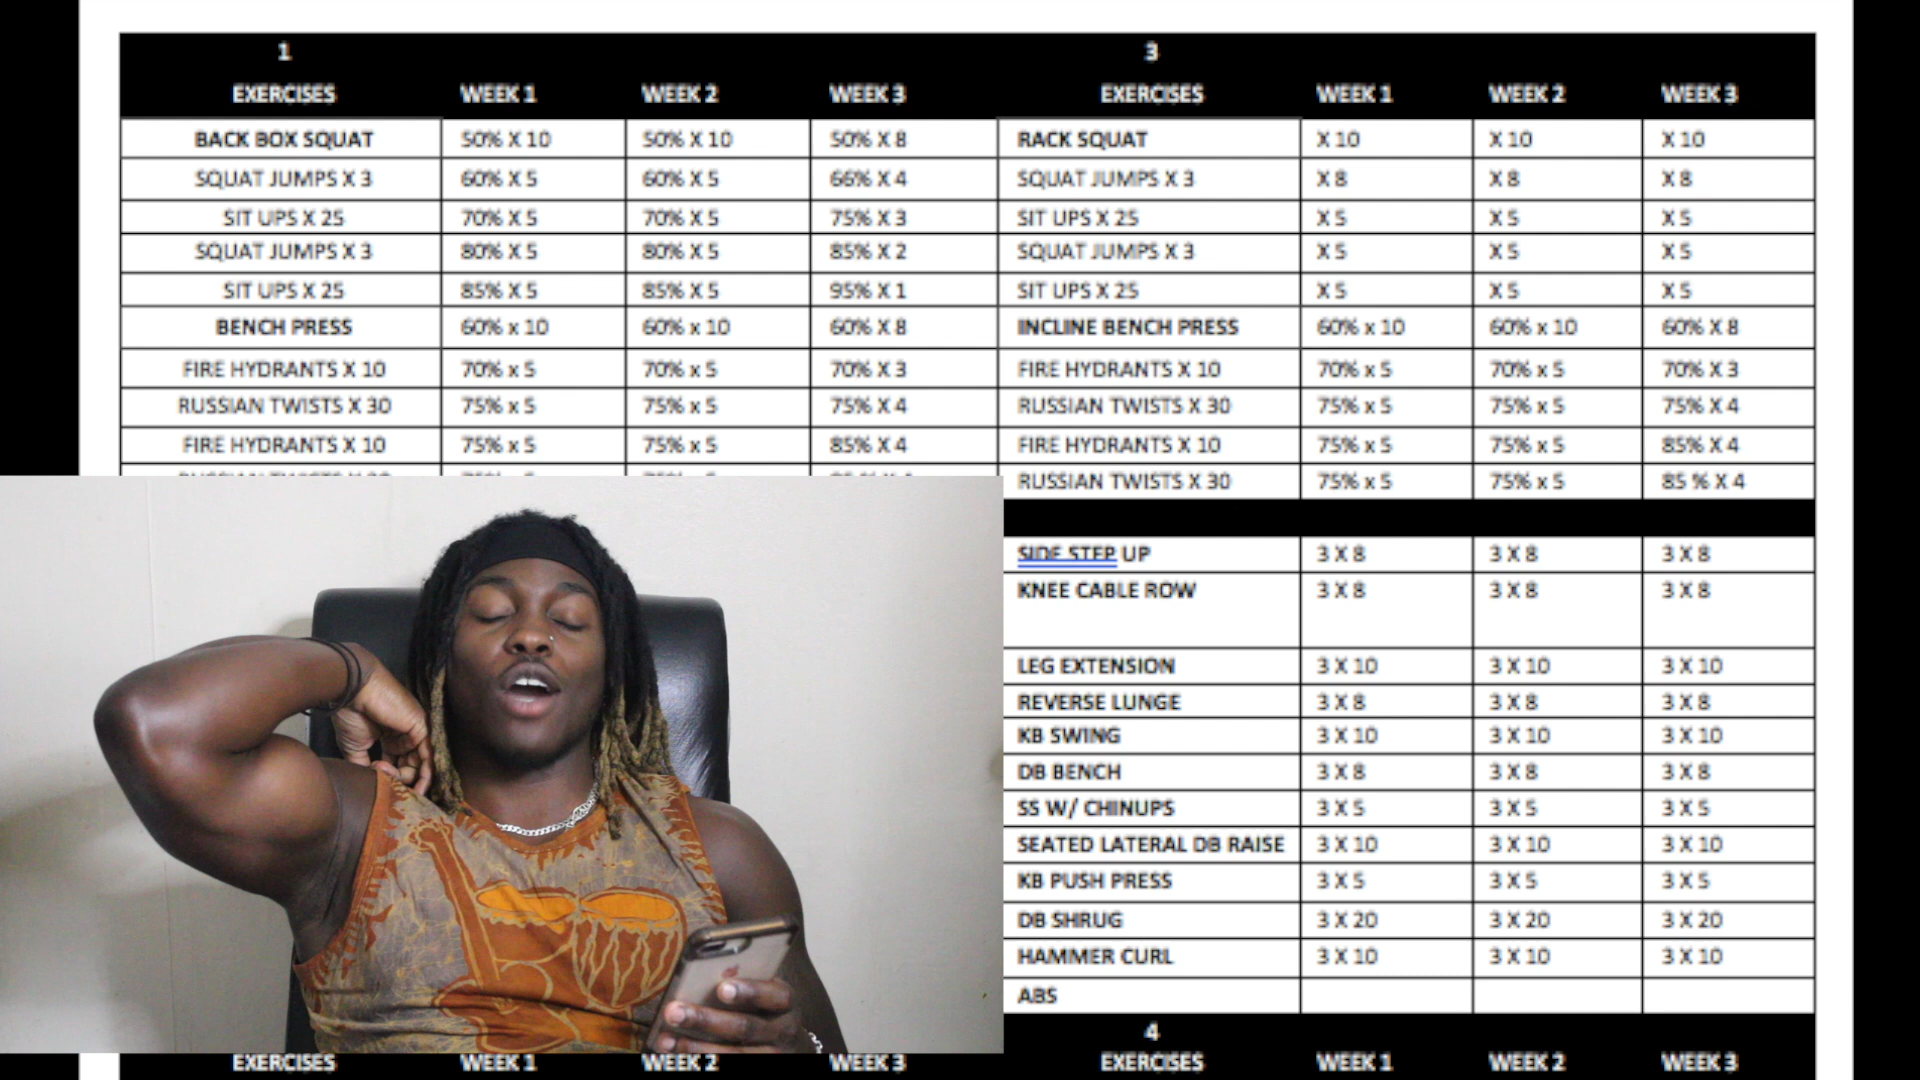 1 3
EXERCISES WEEK 1 WEEK 2 WEEK 3 EXERCISES WEEK 1 WEEK 2 WEEK 3
BACK BOX SQUAT 50% X 10 50% X 10 50% X 8 RACK SQUAT X 10 X 10 X 10
SQUAT JUMPS X 3 60% X 5 60% X 5 66% X 4 SQUAT JUMPS X 3 X 8 X 8 X 8
SIT UPS X 25 70% X 5 70% X 5 75% X 3 SIT UPS X 25 X 5 X 5 X 5
SQUAT JUMPS X 3 80% X 5 80% X 5 85% X 2 SQUAT JUMPS X 3 X 5 X 5 X 5
SIT UPS X 25 85% X 5 85% X 5 95% X 1 SIT UPS X 25 X 5 X 5 X 5
BENCH PRESS 60% x 10 60% x 10 60% X 8 INCLINE BENCH PRESS 60% x 10 60% x 10 60% X 8
FIRE HYDRANTS X 10 70% x 5 70% x 5 70% X 3 FIRE HYDRANTS X 10 70% x 5 70% x 5 70% X 3
RUSSIAN TWISTS X 30 75% x 5 75% x 5 75% X 4 RUSSIAN TWISTS X 30 75% x 5 75% x 5 75% X 4
FIRE HYDRANTS X 10 75% x 5 75% x 5 85% X 4 FIRE HYDRANTS X 10 75% x 5 75% x 5 85% X 4
RUSSIAN TWISTS X 30 75% x 5 75% x 5 85 % X 4
SIDE STEP UP 3 X 8 3 X 8 3 X 8
KNEE CABLE ROW 3 X 8 3 X 8 3 X 8
LEG EXTENSION 3 X 10 3 X 10 3 X 10
REVERSE LUNGE 3 X 8 3 X 8 3 X 8
KB SWING 3 X 10 3 X 10 3 X 10
DB BENCH 3 X 8 3 X 8 3 X 8
SS W/ CHINUPS 3 X 5 3 X 5 3 X 5
SEATED LATERAL DB RAISE 3 X 10 3 X 10 3 X 10
KB PUSH PRESS 3 X 5 3 X 5 3 X 5
DB SHRUG 3 X 20 3 X 20 3 X 20
HAMMER CURL 3 X 10 3 X 10 3 X 10
ABS
4
EXERCISES WEEK 1 WEEK 2 WEEK 3 EXERCISES WEEK 1 WEEK 2 WEEK 3